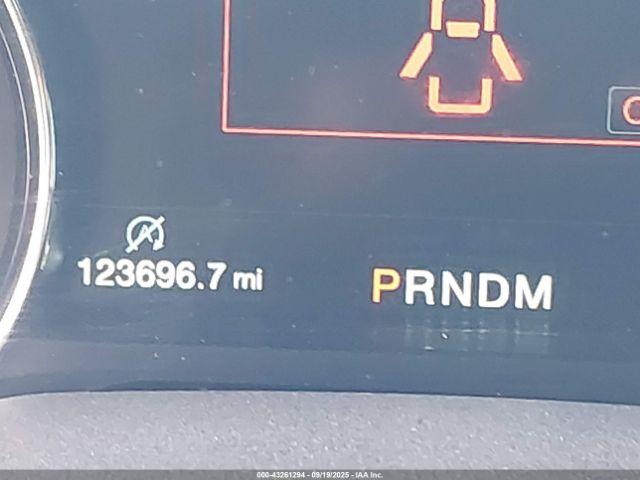 A
123696.7 mi
PRNDM
000-43261294 - 09/19/2025 - IAA Inc.